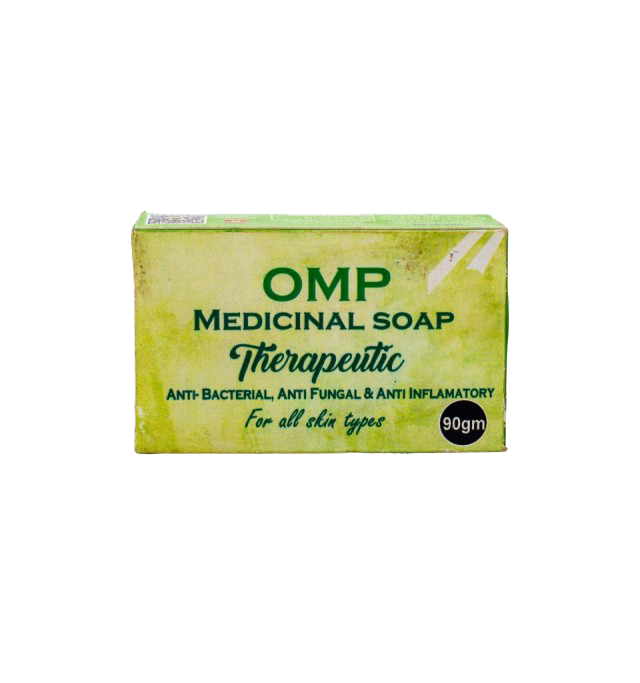 OMP
MEDICINAL SOAP
Therapeutic
ANTI- BACTERIAL, ANTI FUNGAL & ANTI INFLAMATORY
For all skin types
90gm